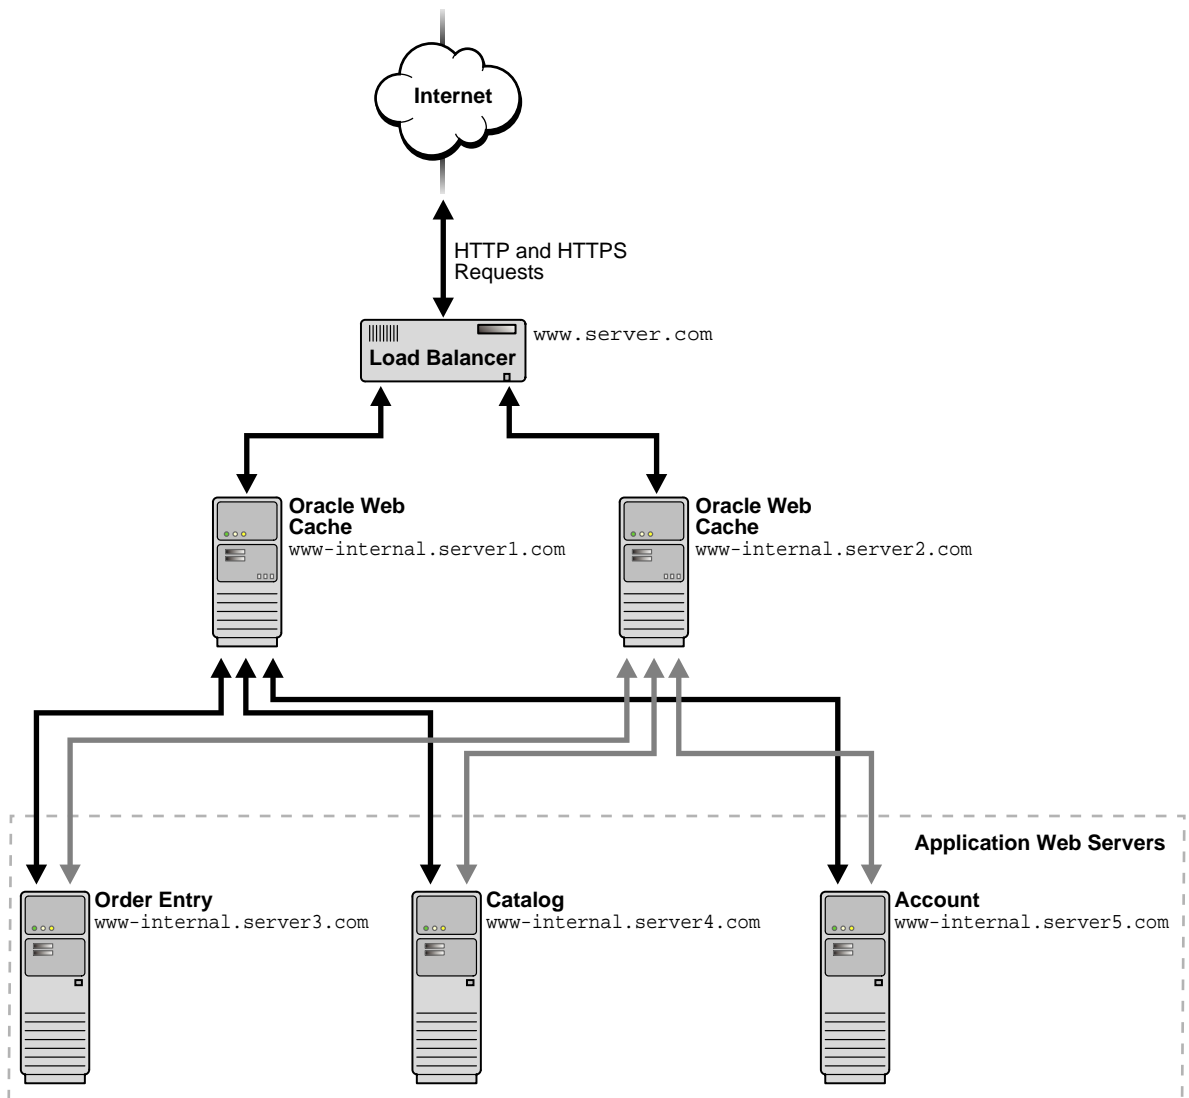 Internet
HTTP and HTTPS
Requests
www.server.com
Load Balancer
Oracle Web
Cache
www-internal.server1.com
Oracle Web
Cache
www-internal.server2.com
Application Web Servers
Order Entry
www-internal.server3.com
Catalog
www-internal.server4.com
Account
www-internal.server5.com